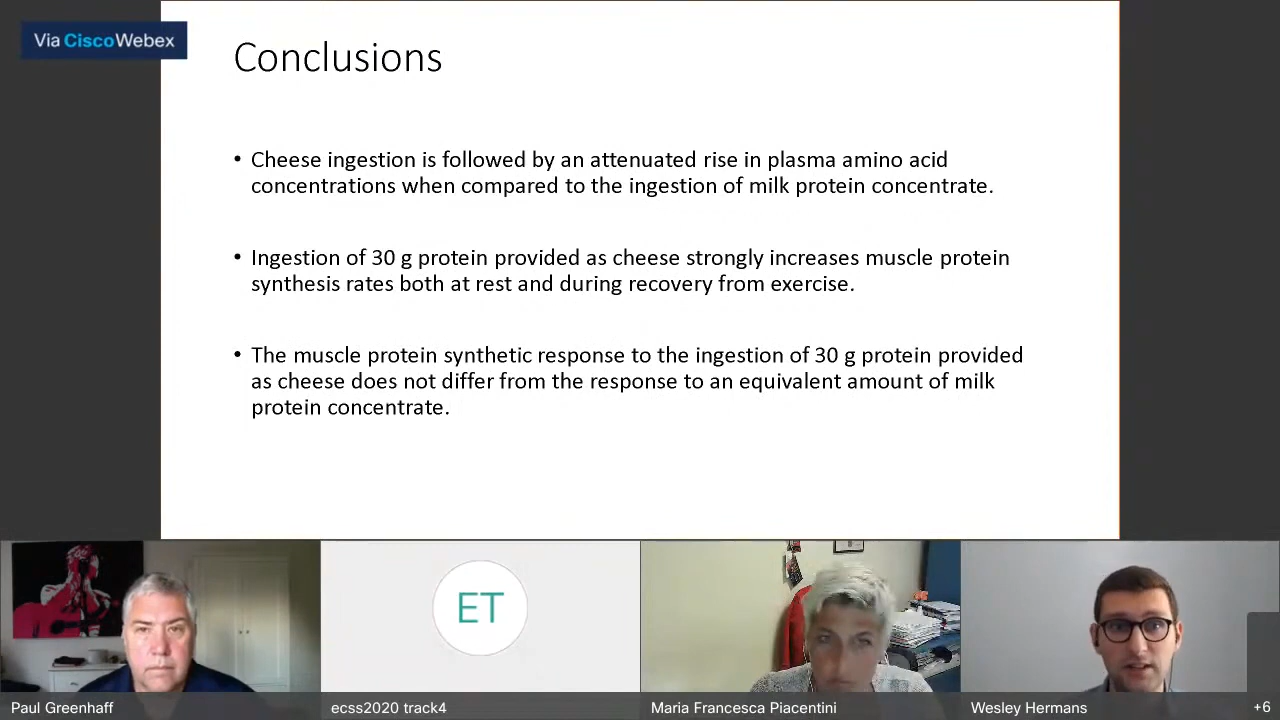 Via Cisco Webex
Conclusions
• Cheese ingestion is followed by an attenuated rise in plasma amino acid
concentrations when compared to the ingestion of milk protein concentrate.
• Ingestion of 30 g protein provided as cheese strongly increases muscle protein
synthesis rates both at rest and during recovery from exercise.
• The muscle protein synthetic response to the ingestion of 30 g protein provided
as cheese does not differ from the response to an equivalent amount of milk
protein concentrate.
ET
Paul Greenhaff
ecss2020 track4
Maria Francesca Piacentini
Wesley Hermans
+6